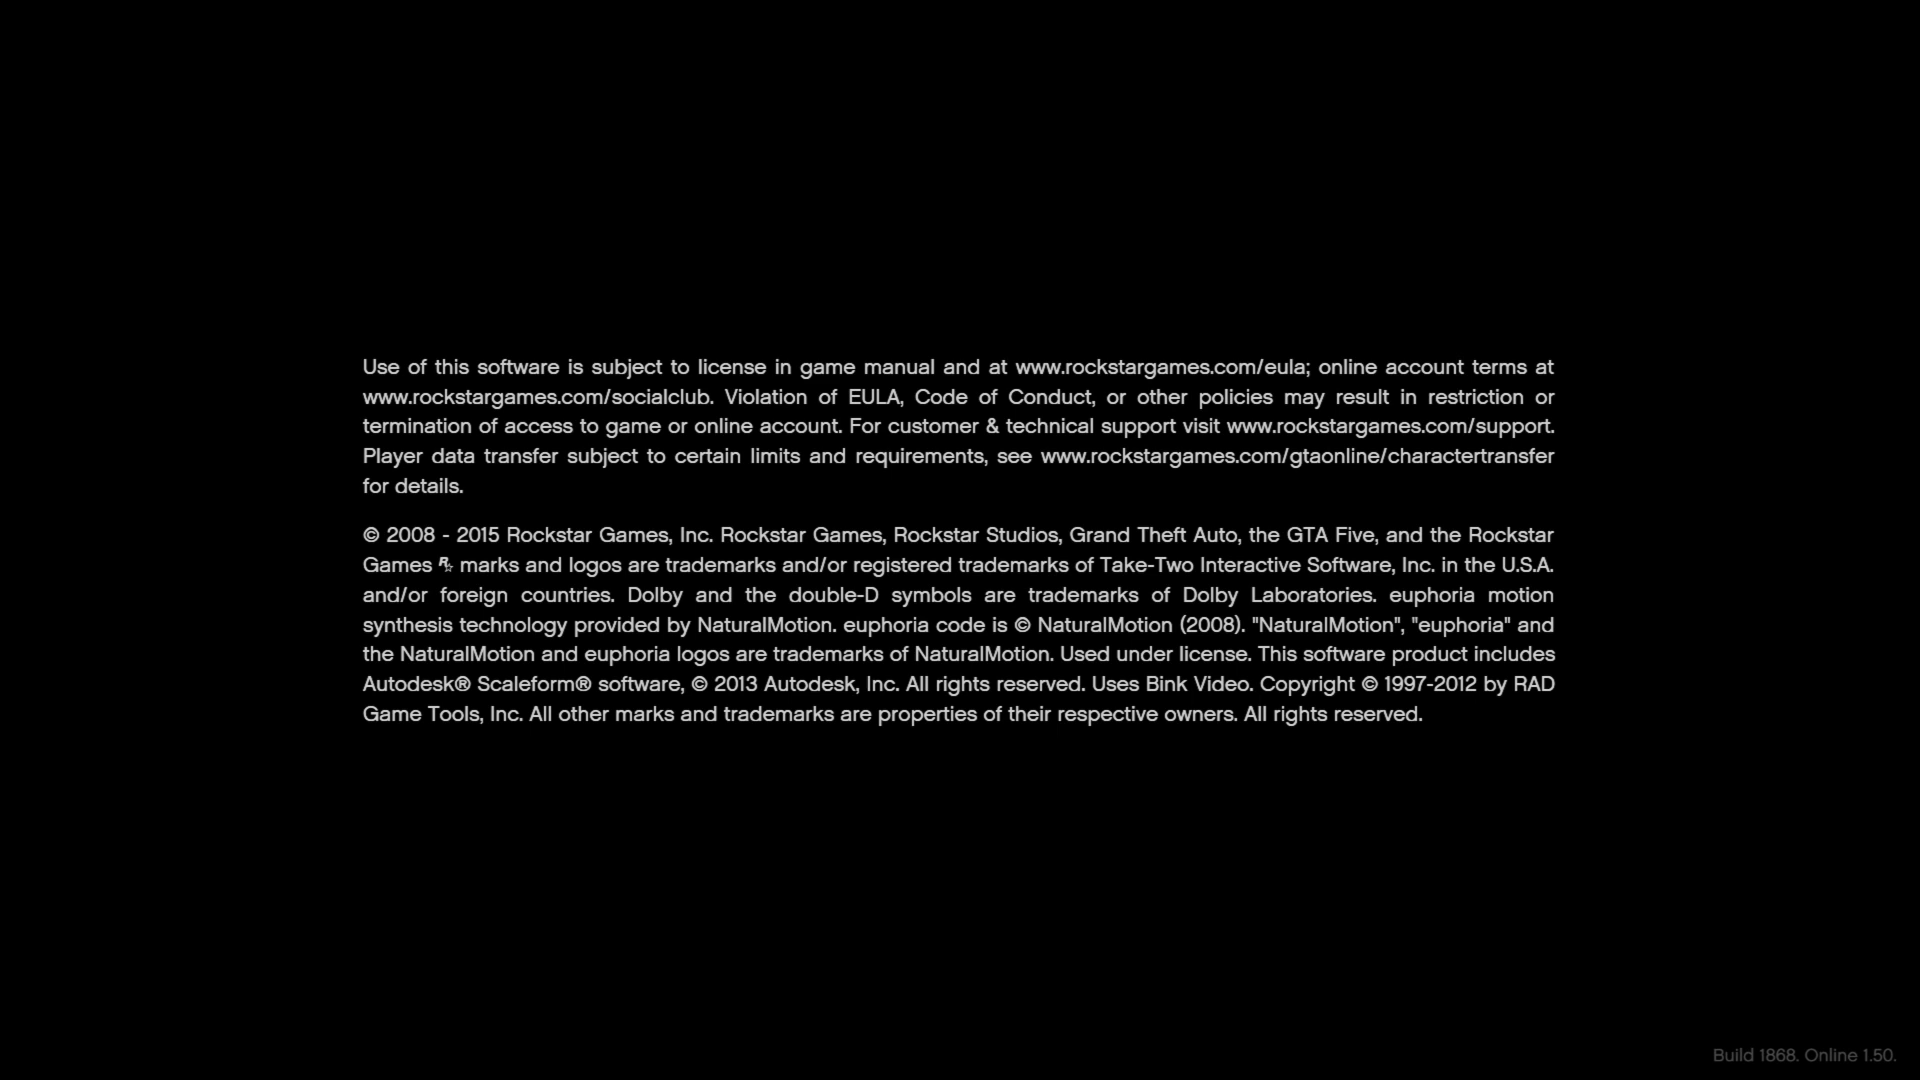 Use of this software is subject to license in game manual and at www.rockstargames.com/eula; online account terms at
www.rockstargames.com/socialclub. Violation of EULA, Code of Conduct, or other policies may result in restriction or
termination of access to game or online account. For customer & technical support visit www.rockstargames.com/support.
Player data transfer subject to certain limits and requirements, see www.rockstargames.com/gtaonline/charactertransfer
for details.
© 2008 - 2015 Rockstar Games, Inc. Rockstar Games, Rockstar Studios, Grand Theft Auto, the GTA Five, and the Rockstar
Games R* marks and logos are trademarks and/or registered trademarks of Take-Two Interactive Software, Inc. in the U.S.A.
and/or foreign countries. Dolby and the double-D symbols are trademarks of Dolby Laboratories. euphoria motion
synthesis technology provided by NaturalMotion. euphoria code is © NaturalMotion (2008). "NaturalMotion", "euphoria" and
the NaturalMotion and euphoria logos are trademarks of NaturalMotion. Used under license. This software product includes
Autodesk® Scaleform® software, © 2013 Autodesk, Inc. All rights reserved. Uses Bink Video. Copyright © 1997-2012 by RAD
Game Tools, Inc. All other marks and trademarks are properties of their respective owners. All rights reserved.
Build 1868. Online 1.50.